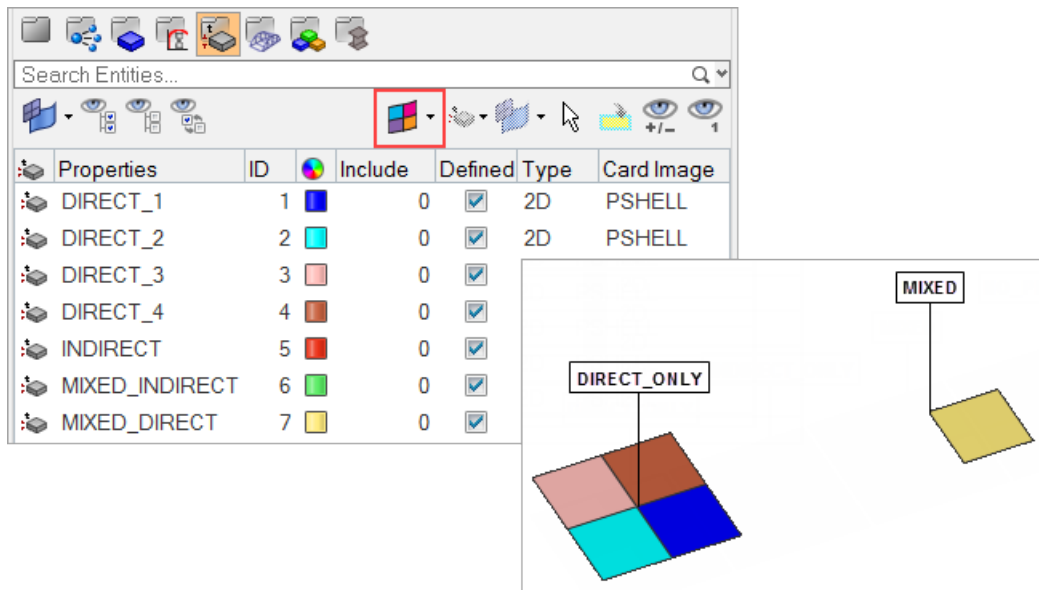 Search Entities...
+/- 1
Properties ID Include Defined Type Card Image
DIRECT_1 1 0 2D PSHELL
DIRECT_2 2 0 2D PSHELL
DIRECT_3 3 0
DIRECT_4 4 0
INDIRECT 5 0
MIXED_INDIRECT 6 0
MIXED_DIRECT 7 0
MIXED
DIRECT_ONLY